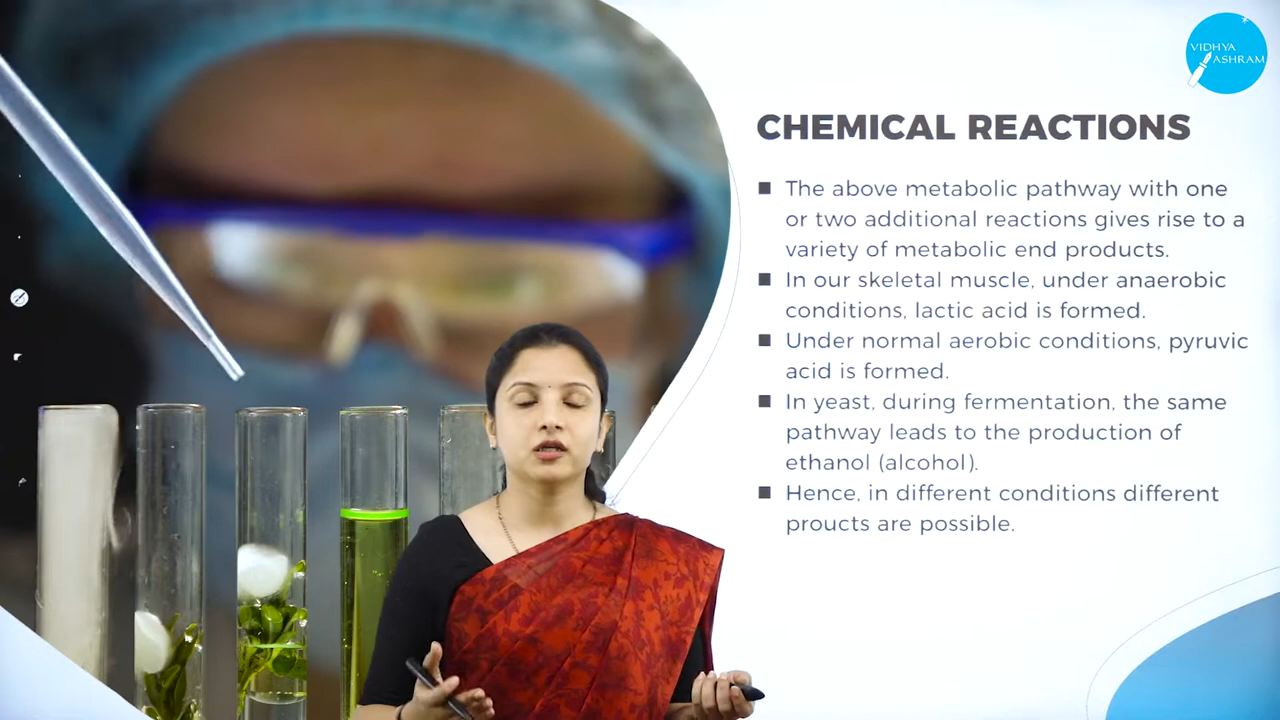 VIDHYA
ASHRAM
CHEMICAL REACTIONS
■ The above metabolic pathway with one
or two additional reactions gives rise to a
variety of metabolic end products.
■ In our skeletal muscle, under anaerobic
conditions, lactic acid is formed.
■ Under normal aerobic conditions, pyruvic
acid is formed.
■ In yeast, during fermentation, the same
pathway leads to the production of
ethanol (alcohol).
■ Hence, in different conditions different
proucts are possible.